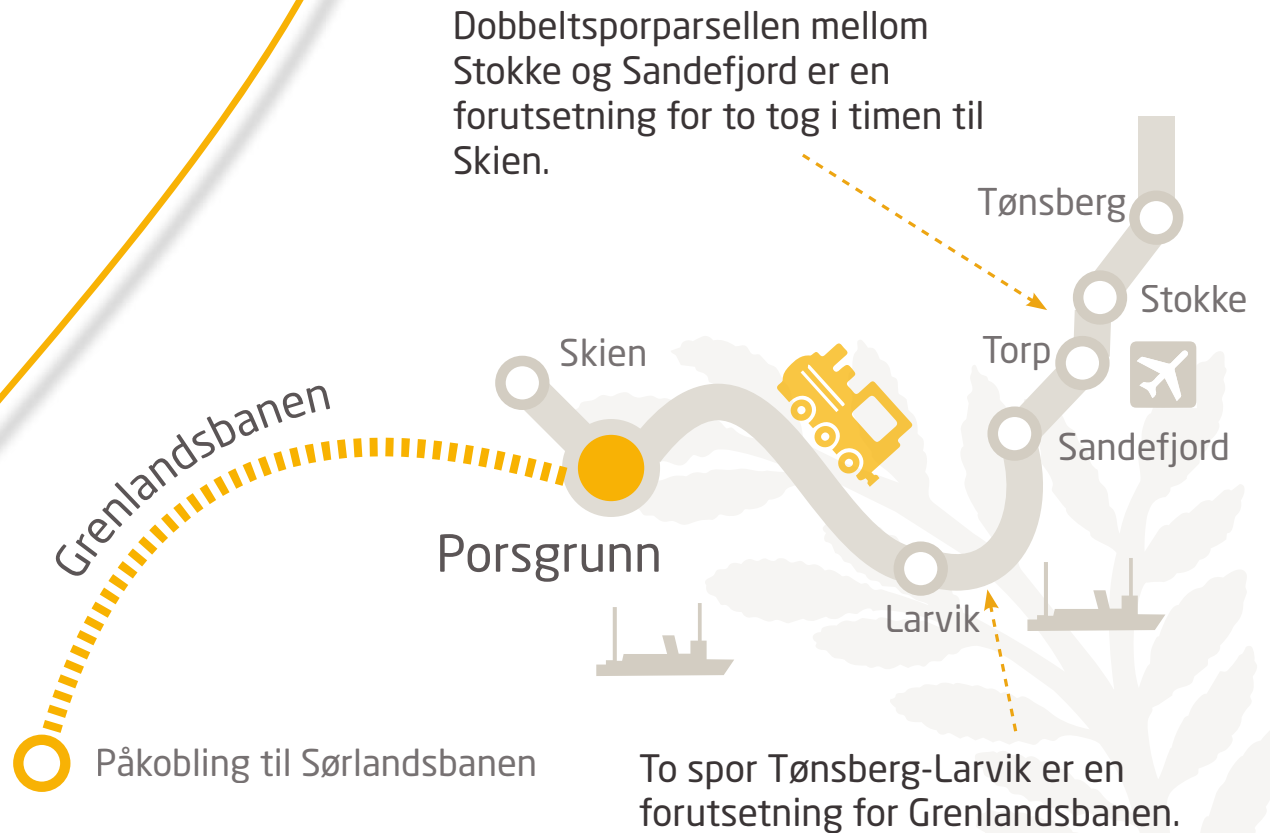 Dobbeltsporparsellen mellom
Stokke og Sandefjord er en
forutsetning for to tog i timen til
Skien.
Tønsberg
Stokke
Torp
Skien
Sandefjord
Grenlandsbanen
Porsgrunn
Larvik
Påkobling til Sørlandsbanen
To spor Tønsberg-Larvik er en
forutsetning for Grenlandsbanen.